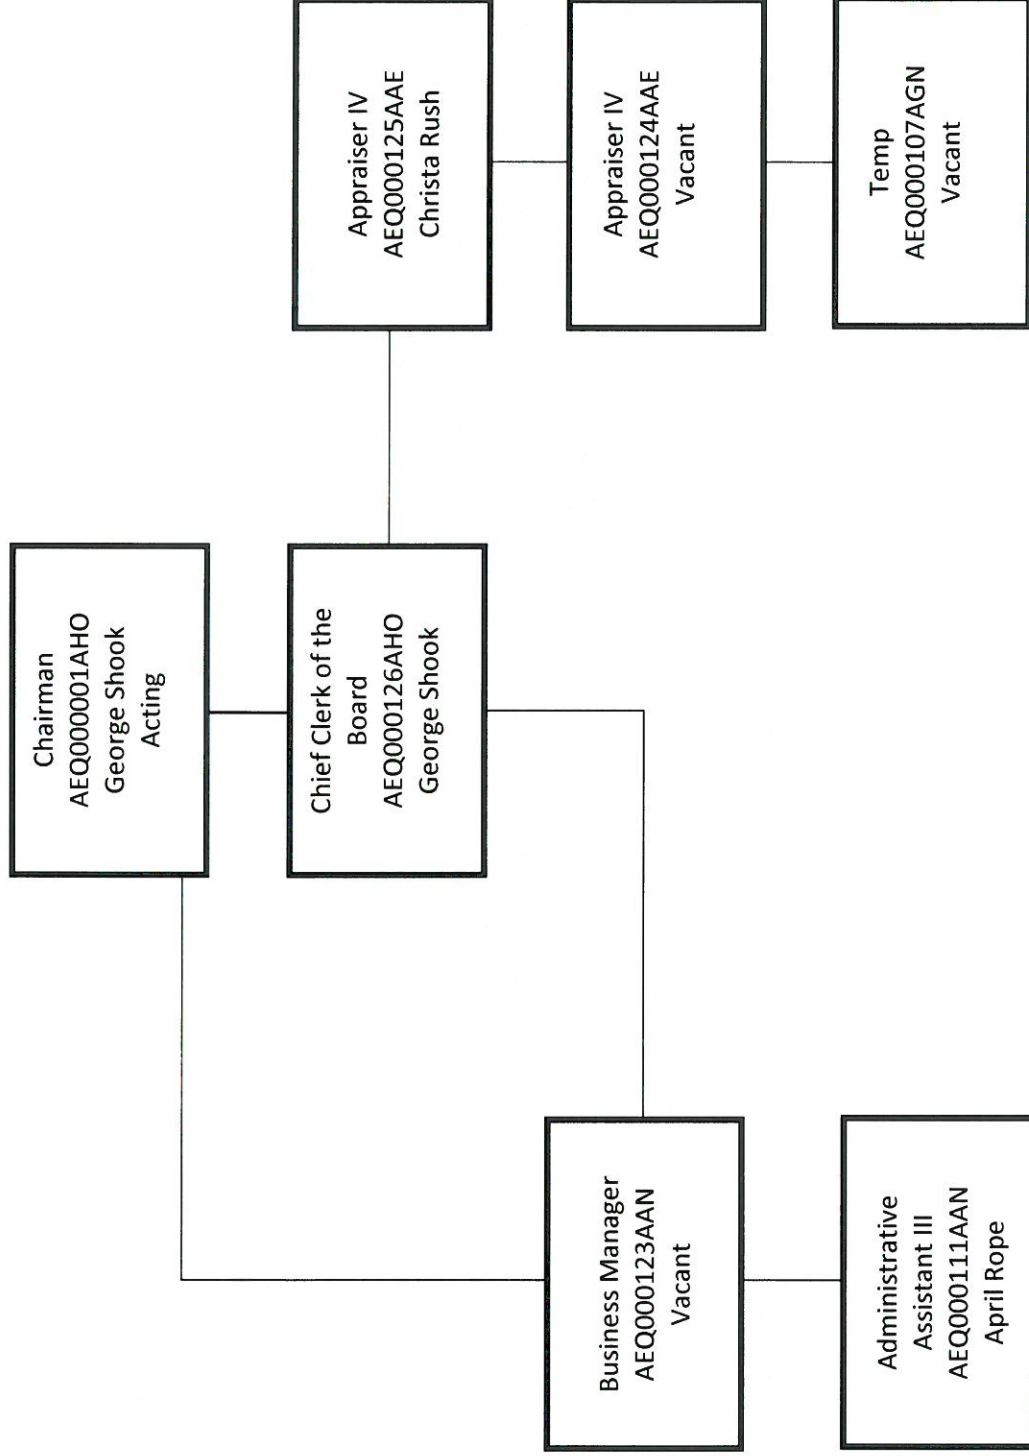 Chairman
AEQ000001AHO
George Shook
Acting
Chief Clerk of the
Board
AEQ000126AHO
George Shook
Business Manager
AEQ000123AAN
Vacant
Administrative
Assistant III
AEQ000111AAN
April Rope
Appraiser IV
AEQ000125AAE
Christa Rush
Appraiser IV
AEQ000124AAE
Vacant
Temp
AEQ000107AGN
Vacant